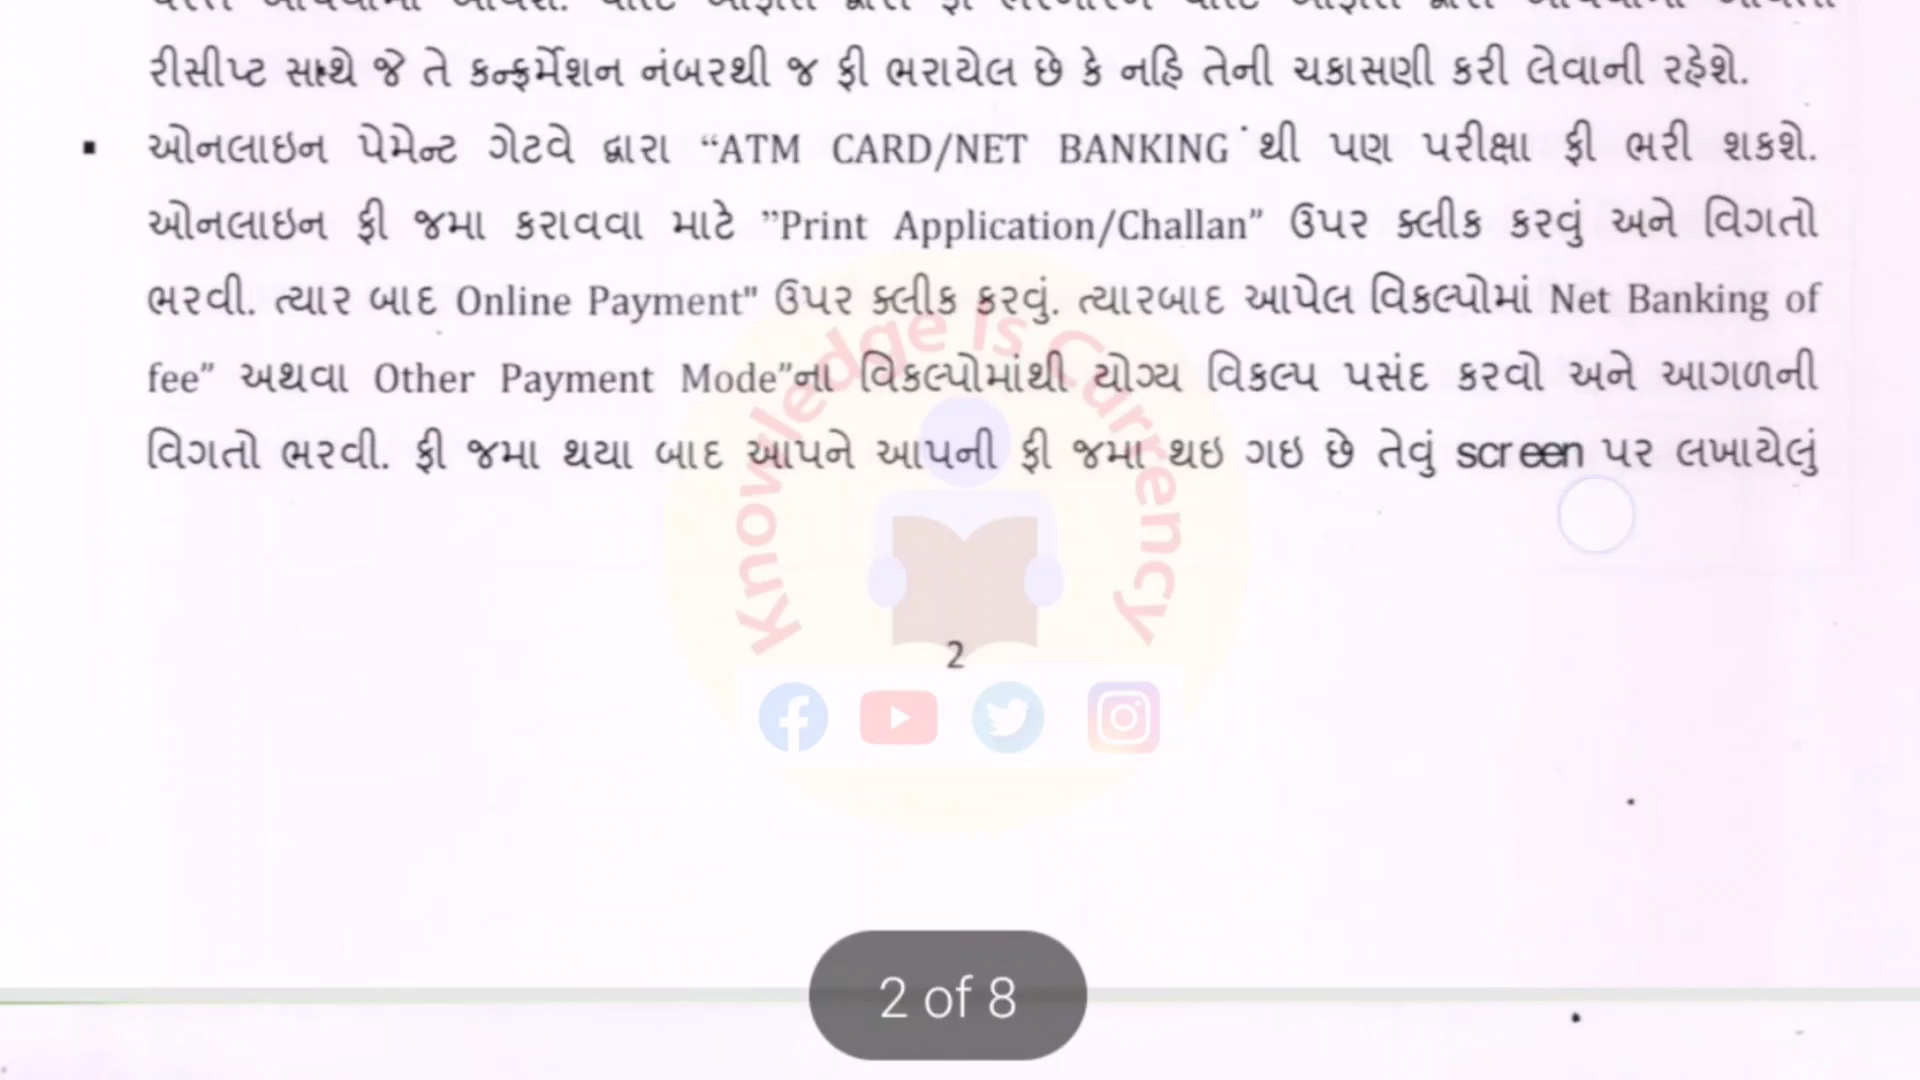 રીસીપ્ટ સાથે જે તે કન્ફર્મેશન નંબરથી જ ફી ભરાયેલ છે કે નહિ તેની ચકાસણી કરી લેવાની રહેશે.
▪ ઓનલાઇન પેમેન્ટ ગેટવે દ્વારા “ATM CARD/NET BANKING થી પણ પરીક્ષા ફી ભરી શકશે.
ઓનલાઇન ફી જમા કરાવવા માટે ”Print Application/Challan” ઉપર ક્લીક કરવું અને વિગતો
ભરવી. ત્યાર બાદ Online Payment" ઉપર ક્લીક કરવું. ત્યારબાદ આપેલ વિકલ્પોમાં Net Banking of
fee” અથવા Other Payment Mode”ના વિકલ્પોમાંથી યોગ્ય વિકલ્પ પસંદ કરવો અને આગળની
વિગતો ભરવી. ફી જમા થયા બાદ આપને આપની ફી જમા થઇ ગઇ છે તેવું screen પર લખાયેલું
Knowledge is Currency
2
2 of 8